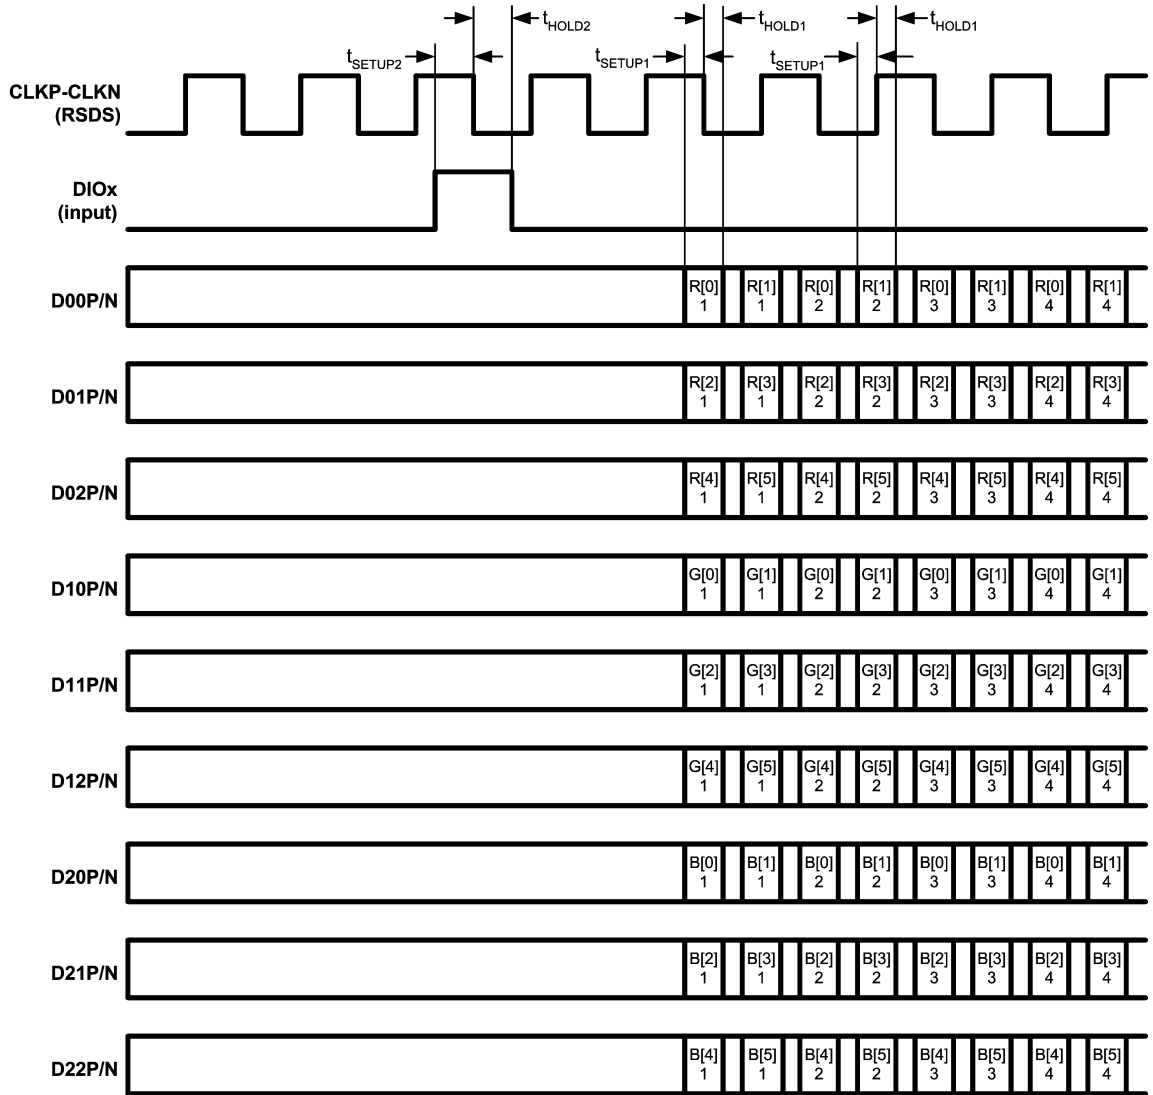 tHOLD2 tHOLD1 tHOLD1
tSETUP2 tSETUP1 tSETUP1
CLKP-CLKN
(RSDS)
DIOx
(input)
D00P/N R[0] R[1] R[0] R[1] R[0] R[1] R[0] R[1]
1 1 2 2 3 3 4 4
D01P/N R[2] R[3] R[2] R[3] R[2] R[3] R[2] R[3]
1 1 2 2 3 3 4 4
D02P/N R[4] R[5] R[4] R[5] R[4] R[5] R[4] R[5]
1 1 2 2 3 3 4 4
D10P/N G[0] G[1] G[0] G[1] G[0] G[1] G[0] G[1]
1 1 2 2 3 3 4 4
D11P/N G[2] G[3] G[2] G[3] G[2] G[3] G[2] G[3]
1 1 2 2 3 3 4 4
D12P/N G[4] G[5] G[4] G[5] G[4] G[5] G[4] G[5]
1 1 2 2 3 3 4 4
D20P/N B[0] B[1] B[0] B[1] B[0] B[1] B[0] B[1]
1 1 2 2 3 3 4 4
D21P/N B[2] B[3] B[2] B[3] B[2] B[3] B[2] B[3]
1 1 2 2 3 3 4 4
D22P/N B[4] B[5] B[4] B[5] B[4] B[5] B[4] B[5]
1 1 2 2 3 3 4 4